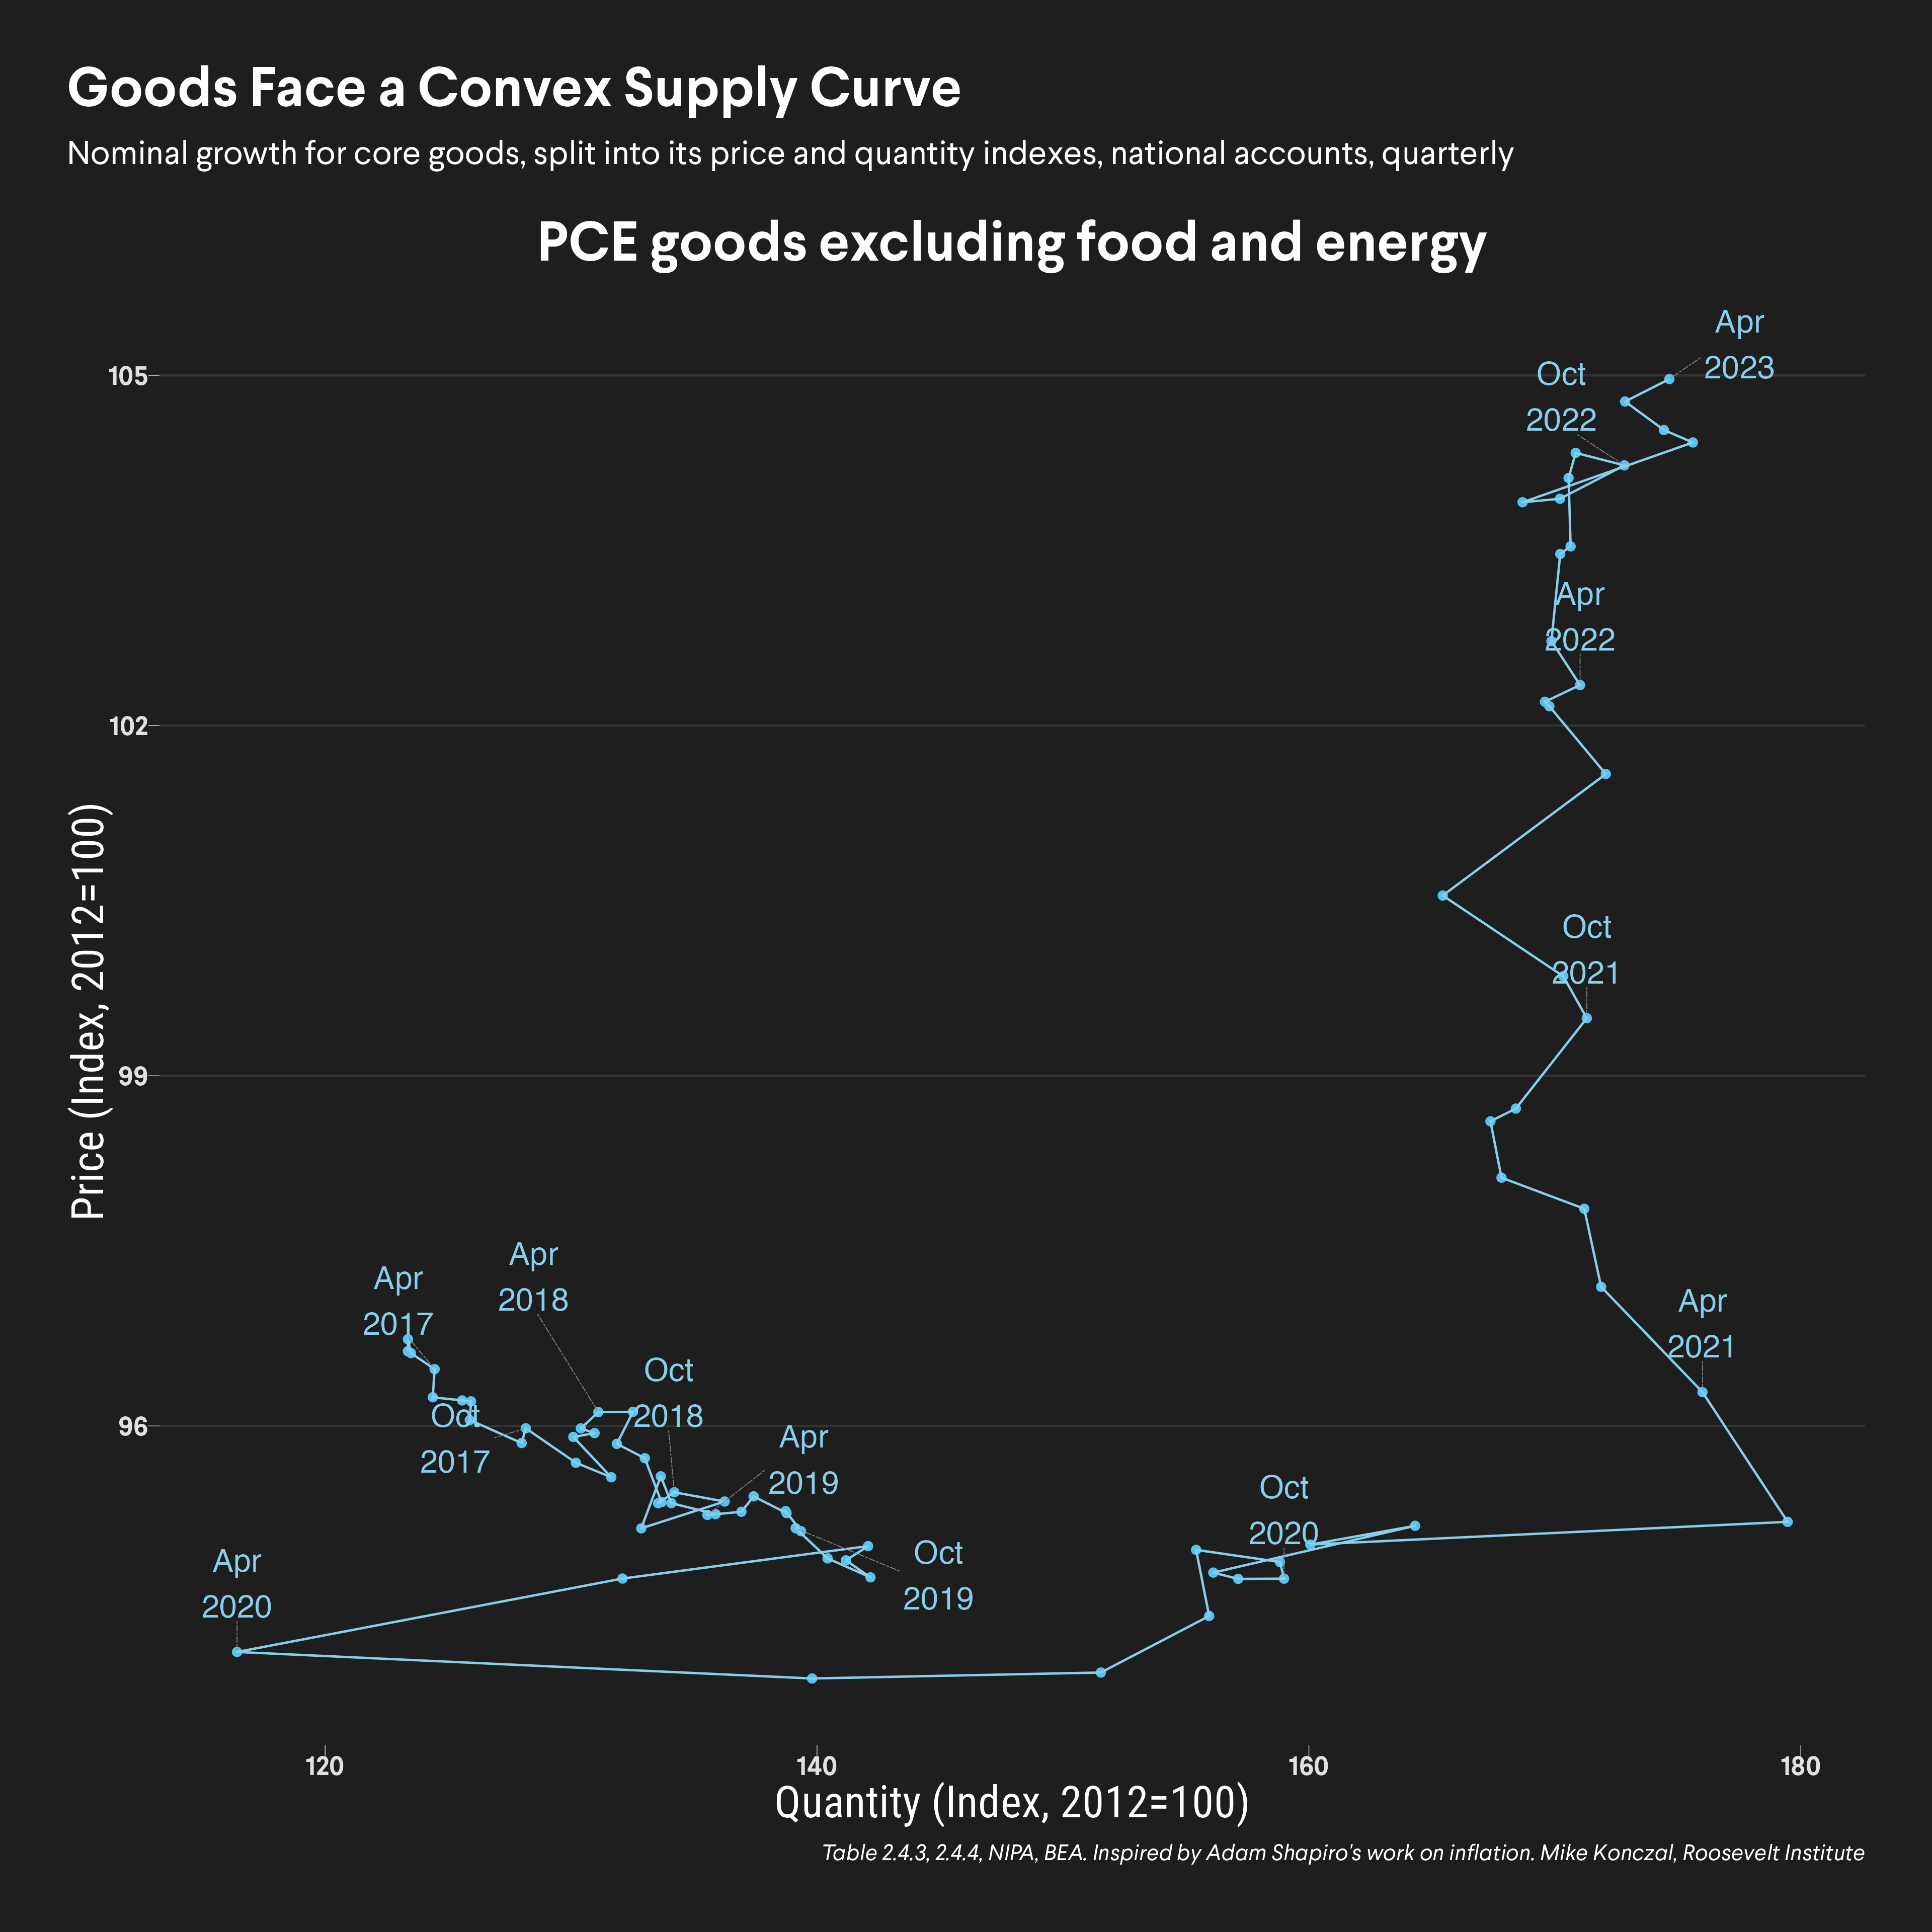 Goods Face a Convex Supply Curve
Nominal growth for core goods, split into its price and quantity indexes, national accounts, quarterly
PCE goods excluding food and energy
Apr
2023
105
Oct
2022
Apr
2022
102
Price (Index, 2012=100)
Oct
2021
99
Apr
2018
Apr
2017
Apr
2021
Oct
2018
96
Oct
2017
Apr
2019
Oct
2020
Oct
2019
Apr
2020
120
140
160
180
Quantity (Index, 2012=100)
Table 2.4.3, 2.4.4, NIPA, BEA. Inspired by Adam Shapiro's work on inflation. Mike Konczal, Roosevelt Institute